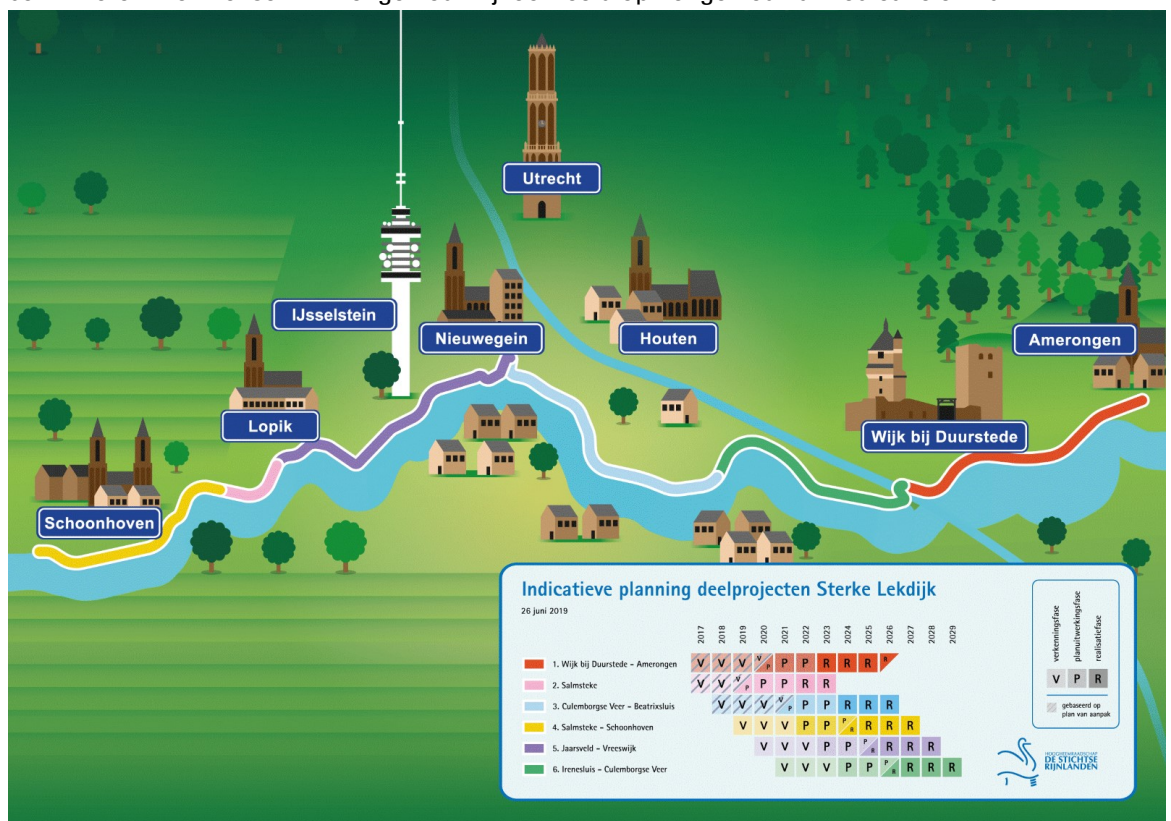 Utrecht
IJsselstein
Nieuwegein
Houten
Amerongen
Lopik
Wijk bij Duurstede
Schoonhoven
Indicatieve planning deelprojecten Sterke Lekdijk
26 juni 2019
2017 2018 2019 2020 2021 2022 2023 2024 2025 2026 2027 2028 2029
1. Wijk bij Duurstede - Amerongen V V V V P P P R R R R
2. Salmsteke V V V P P P R R
3. Culemborgse Veer - Beatrixsluis V V V V P P P R R R
4. Salmsteke - Schoonhoven V V V P P P R R R R
5. Jaarsveld - Vreeswijk V V V P P P R R R R
6. Irenesluis - Culemborgse Veer V V V P P P R R R R
verkenningsfase
planuitwerkingsfase
realisatiefase
V P R
gebaseerd op
plan van aanpak
HOOGHEEMRAADSCHAP
DE STICHTSE
RIJNLANDEN